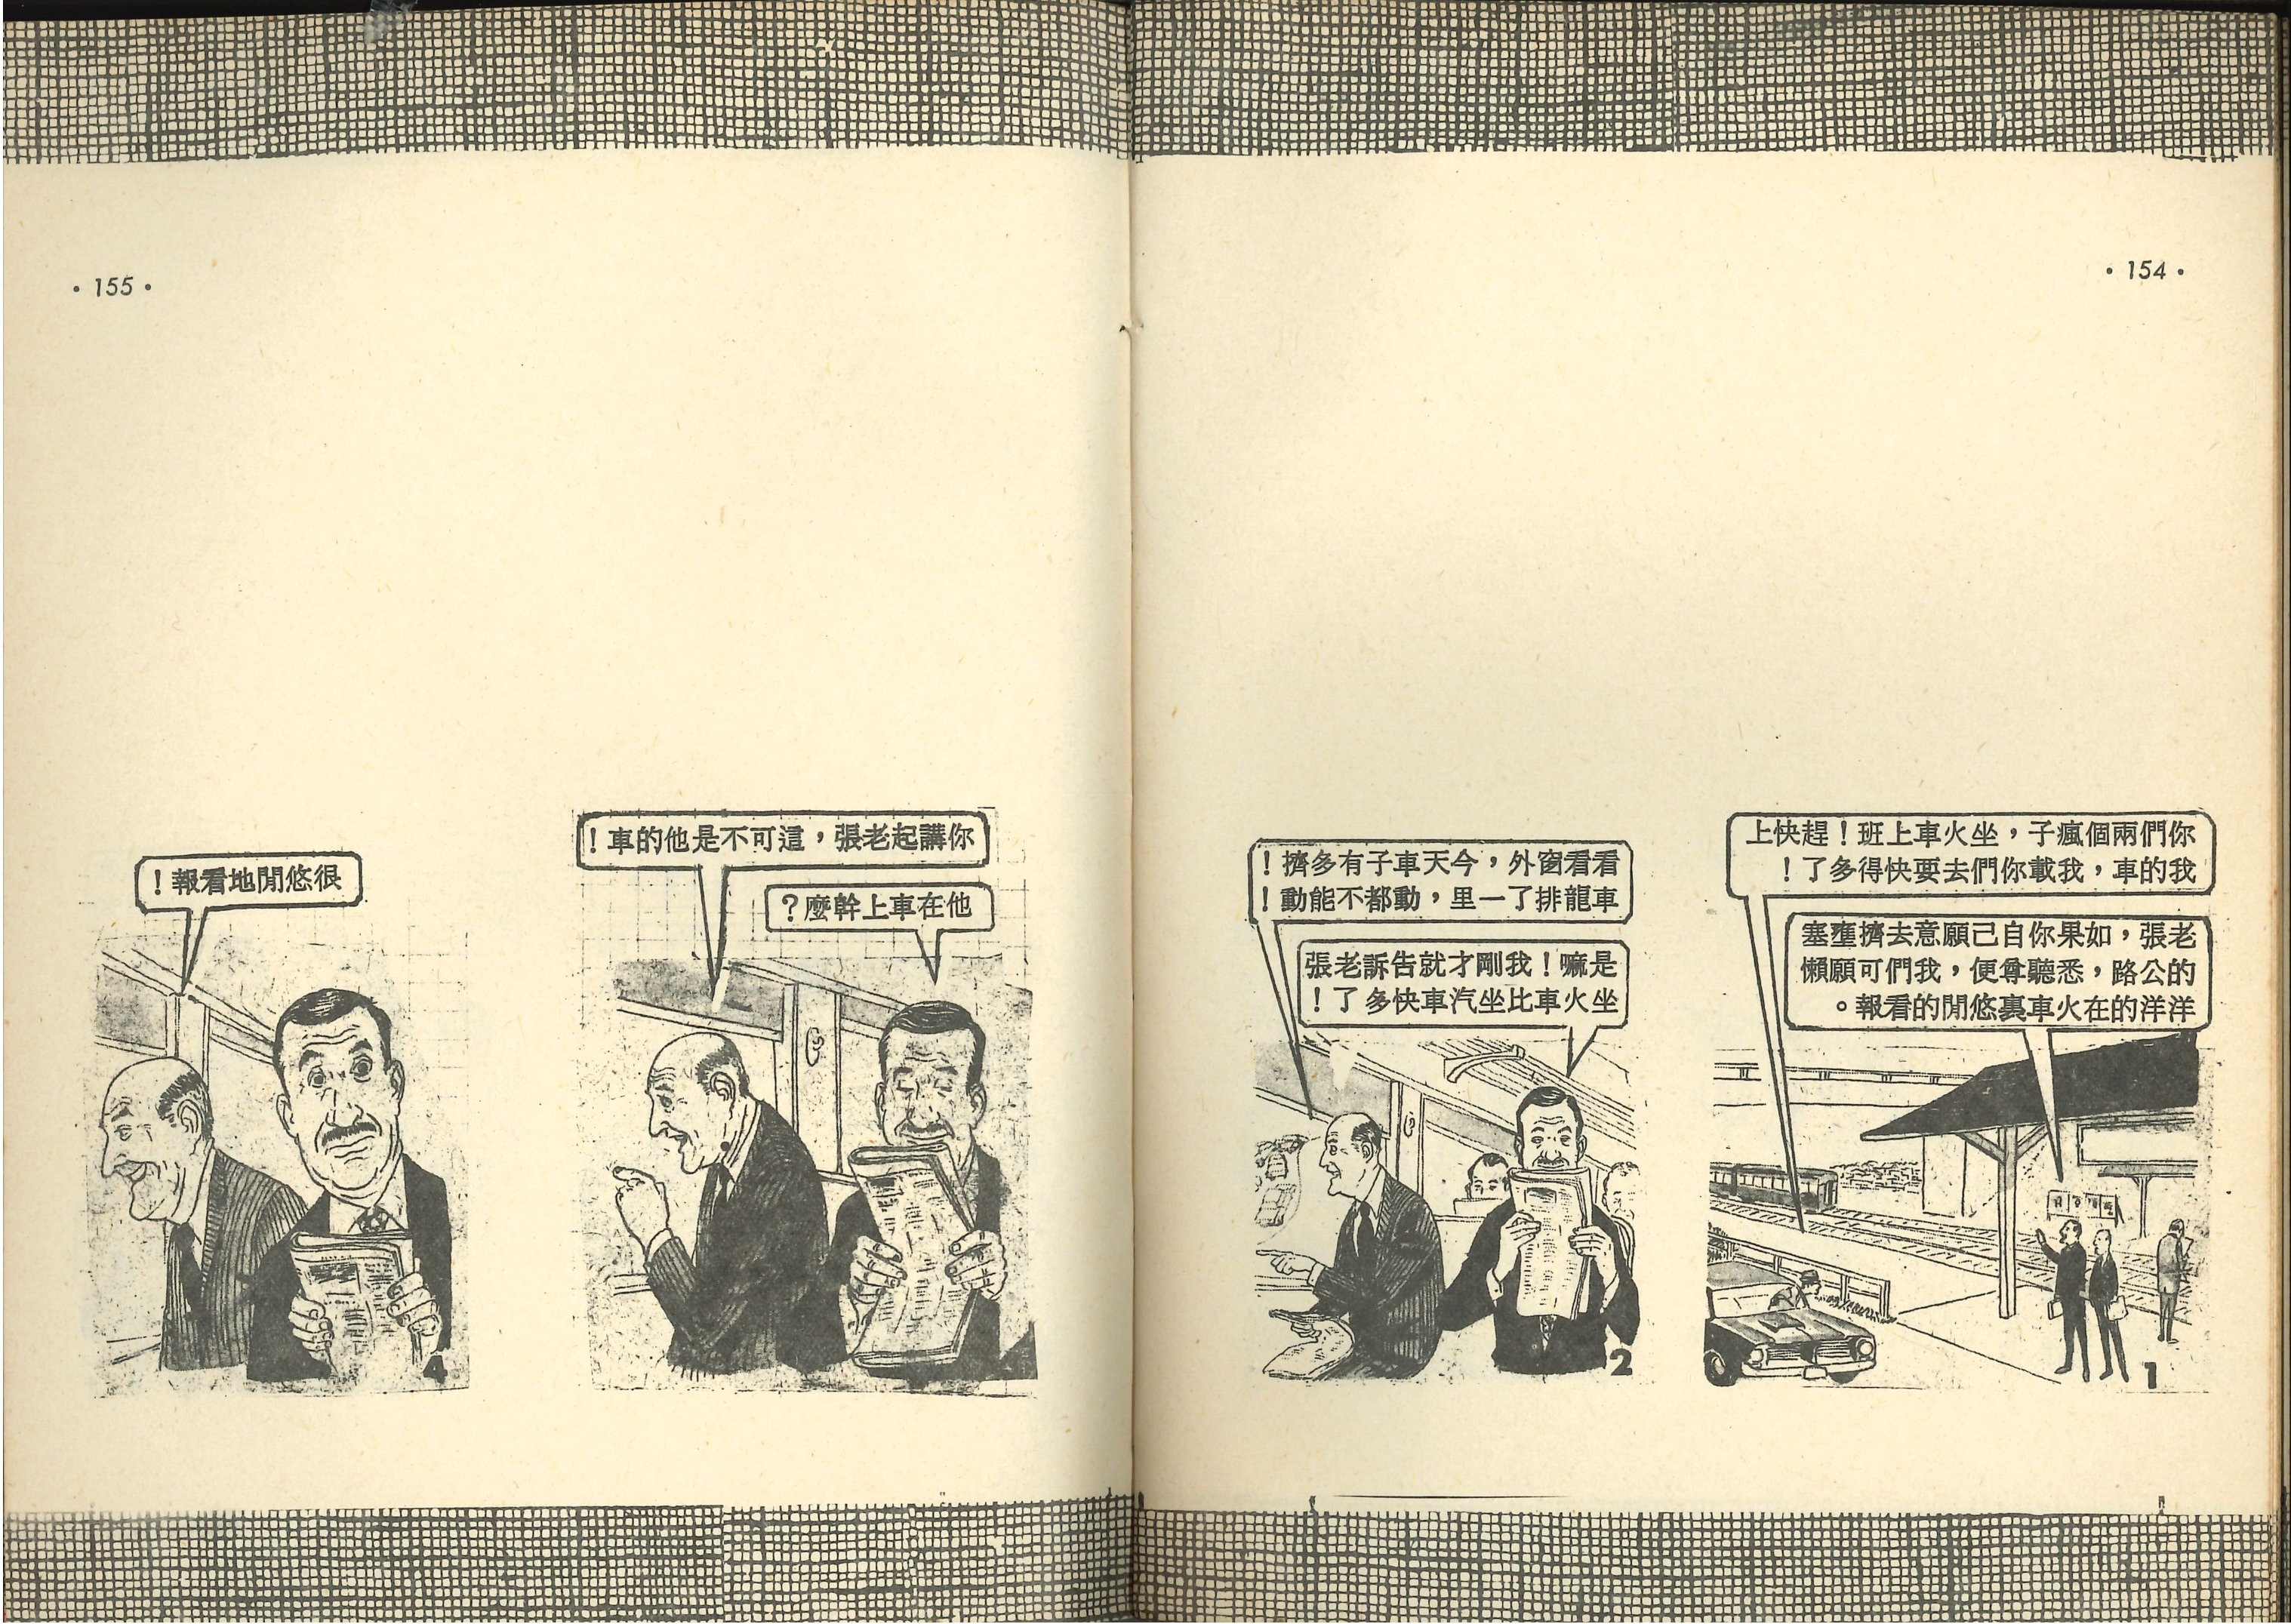 • 154 •
你們兩個瘋子，坐火車上班！趕快上
我的車，我載你們去要快得多了！
老張，如果你自己願意去擠壅塞
的公路，悉聽尊便，我們可願懶
洋洋的在火車裏悠閒的看報。
1
看看窗外，今天車子有多擠！
車龍排了一里，動都不能動！
是嘛！我剛才就告訴老張
坐火車比坐汽車快多了！
2
• 155 •
你講起老張，這可不是他的車！
他在車上幹麼？
很悠閒地看報！
4